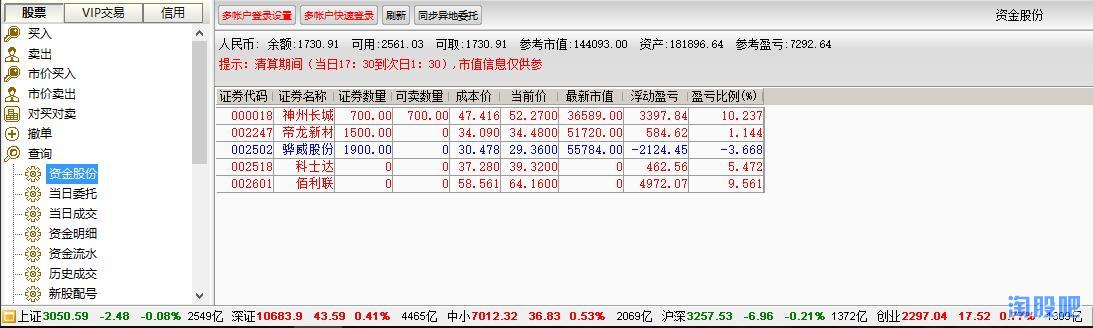 股票 VIP交易 信用
买入
卖出
市价买入
市价卖出
对买对卖
撤单
查询
资金股份
当日委托
当日成交
资金明细
资金流水
历史成交
新股配号
多帐户登录设置 多帐户快速登录 刷新 同步异地委托 资金股份
人民币: 余额:1730.91 可用:2561.03 可取:1730.91 参考市值:144093.00 资产:181896.64 参考盈亏:7292.64
提示: 清算期间(当日17:30到次日1:30),市值信息仅供参
证券代码 证券名称 证券数量 可卖数量 成本价 当前价 最新市值 浮动盈亏 盈亏比例(%)
000018 神州长城 700.00 700.00 47.416 52.2700 36589.00 3397.84 10.237
002247 帝龙新材 1500.00 0 34.090 34.4800 51720.00 584.62 1.144
002502 骅威股份 1900.00 0 30.478 29.3600 55784.00 -2124.45 -3.668
002518 科士达 0 0 37.280 39.3200 0 462.56 5.472
002601 佰利联 0 0 58.561 64.1600 0 4972.07 9.561
上证3050.59 -2.48 -0.08% 2549亿 深证10683.9 43.59 0.41% 4465亿 中小7012.32 36.83 0.53% 2069亿 沪深3257.53 -6.96 -0.21% 1372亿 创业2297.04 17.52
淘股吧